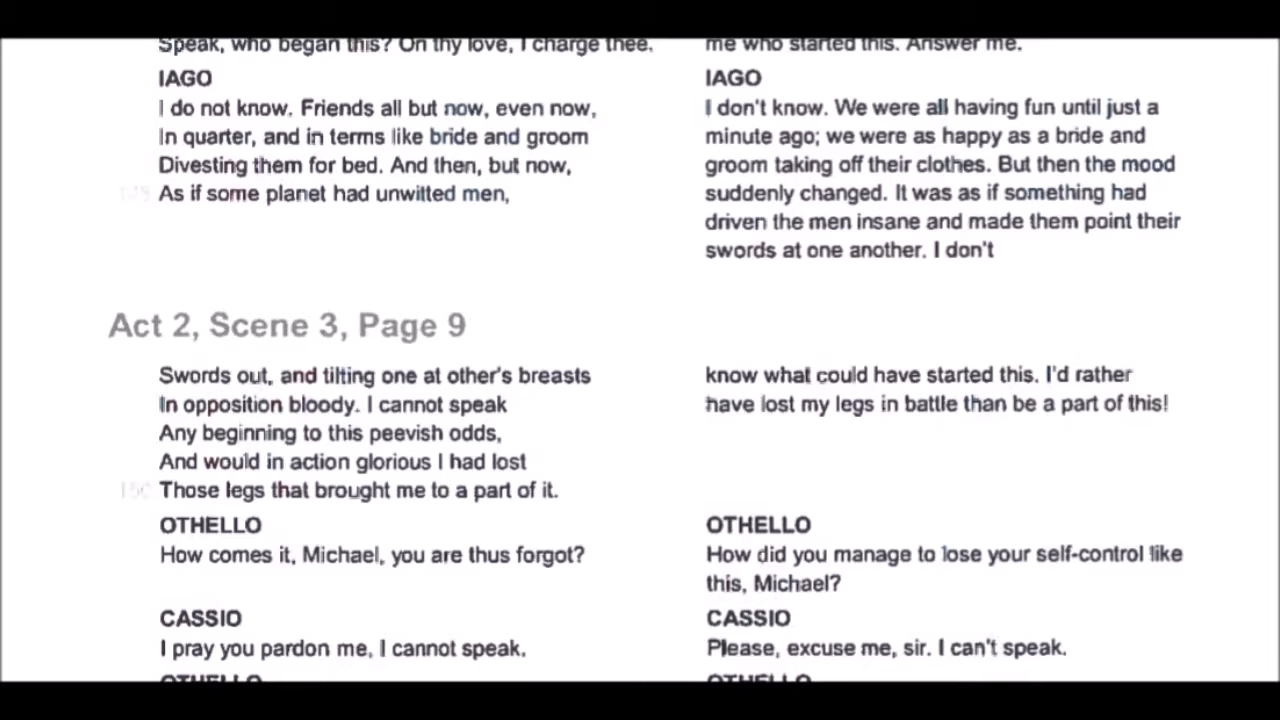 Speak, who began this? On thy love, I charge thee.
IAGO
I do not know. Friends all but now, even now,
In quarter, and in terms like bride and groom
Divesting them for bed. And then, but now,
145 As if some planet had unwitted men,
me who started this. Answer me.
IAGO
I don't know. We were all having fun until just a
minute ago; we were as happy as a bride and
groom taking off their clothes. But then the mood
suddenly changed. It was as if something had
driven the men insane and made them point their
swords at one another. I don't
Act 2, Scene 3, Page 9
Swords out, and tilting one at other's breasts
In opposition bloody. I cannot speak
Any beginning to this peevish odds,
And would in action glorious I had lost
150 Those legs that brought me to a part of it.
know what could have started this. I'd rather
have lost my legs in battle than be a part of this!
OTHELLO
How comes it, Michael, you are thus forgot?
OTHELLO
How did you manage to lose your self-control like
this, Michael?
CASSIO
I pray you pardon me, I cannot speak.
CASSIO
Please, excuse me, sir. I can't speak.
OTHELLO
OTHELLO